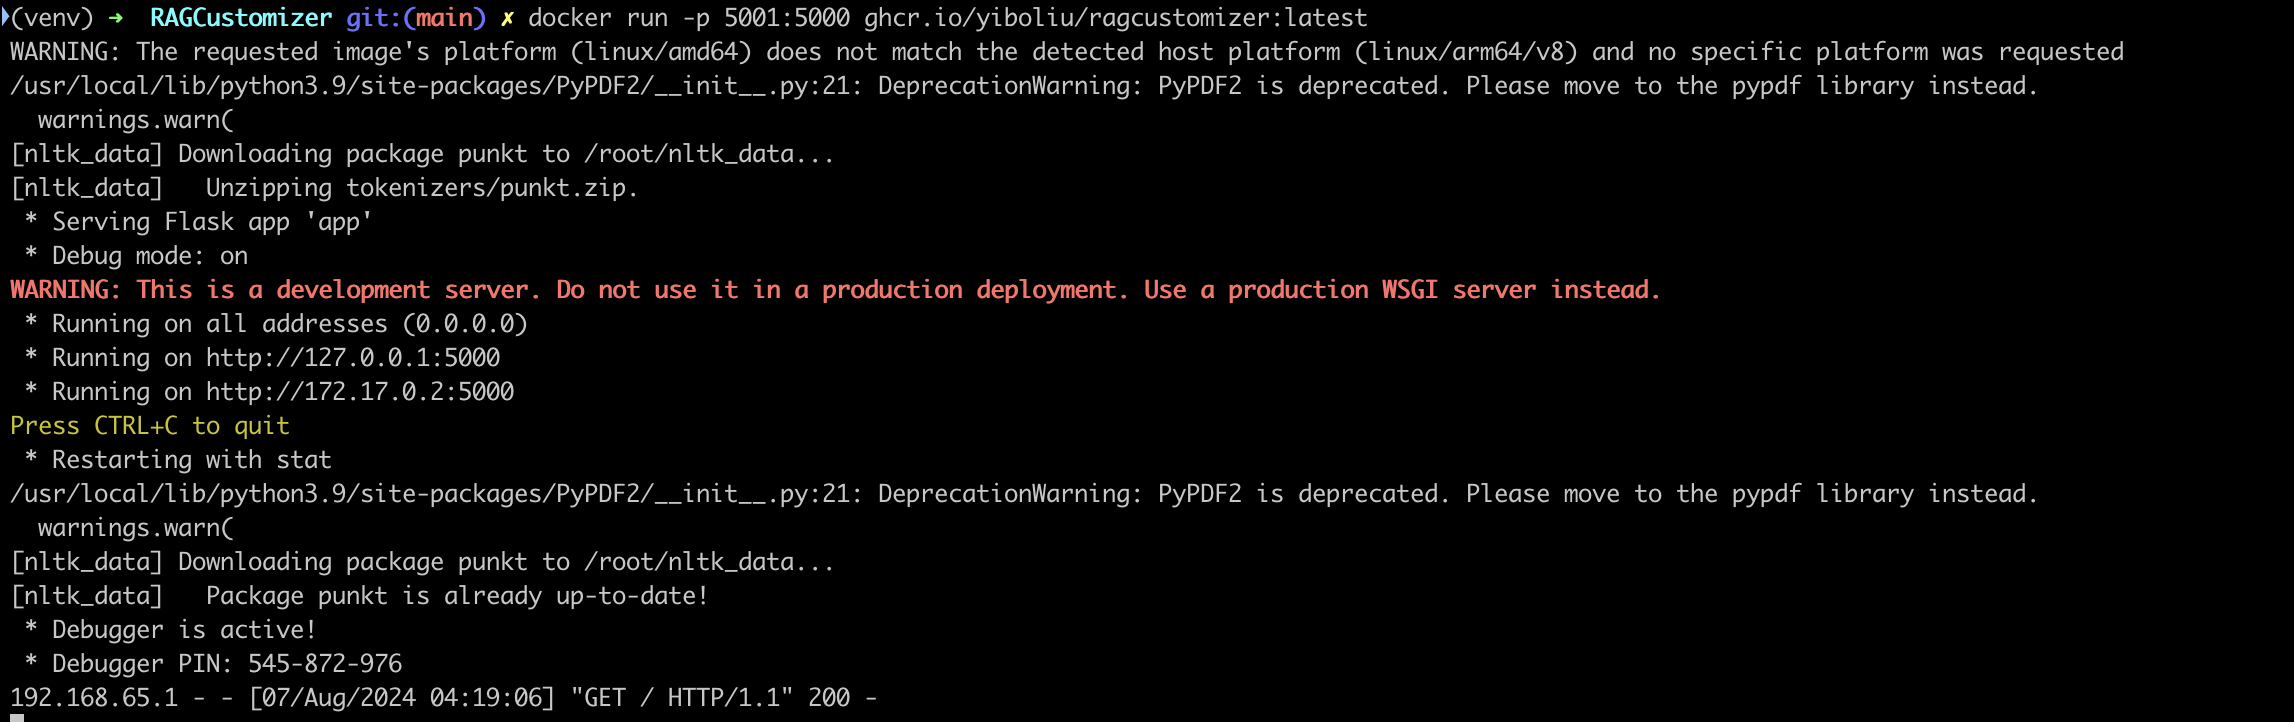 (venv) ➜  RAGCustomizer git:(main) ✗ docker run -p 5001:5000 ghcr.io/yiboliu/ragcustomizer:latest
WARNING: The requested image's platform (linux/amd64) does not match the detected host platform (linux/arm64/v8) and no specific platform was requested
/usr/local/lib/python3.9/site-packages/PyPDF2/__init__.py:21: DeprecationWarning: PyPDF2 is deprecated. Please move to the pypdf library instead.
  warnings.warn(
[nltk_data] Downloading package punkt to /root/nltk_data...
[nltk_data]   Unzipping tokenizers/punkt.zip.
 * Serving Flask app 'app'
 * Debug mode: on
WARNING: This is a development server. Do not use it in a production deployment. Use a production WSGI server instead.
 * Running on all addresses (0.0.0.0)
 * Running on http://127.0.0.1:5000
 * Running on http://172.17.0.2:5000
Press CTRL+C to quit
 * Restarting with stat
/usr/local/lib/python3.9/site-packages/PyPDF2/__init__.py:21: DeprecationWarning: PyPDF2 is deprecated. Please move to the pypdf library instead.
  warnings.warn(
[nltk_data] Downloading package punkt to /root/nltk_data...
[nltk_data]   Package punkt is already up-to-date!
 * Debugger is active!
 * Debugger PIN: 545-872-976
192.168.65.1 - - [07/Aug/2024 04:19:06] "GET / HTTP/1.1" 200 -